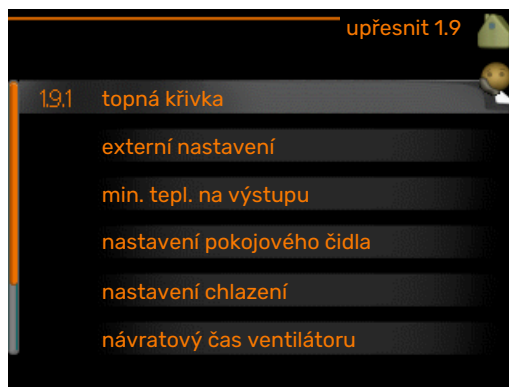 upřesnit 1.9
1.9.1 topná křivka
externí nastavení
min. tepl. na výstupu
nastavení pokojového čidla
nastavení chlazení
návratový čas ventilátoru